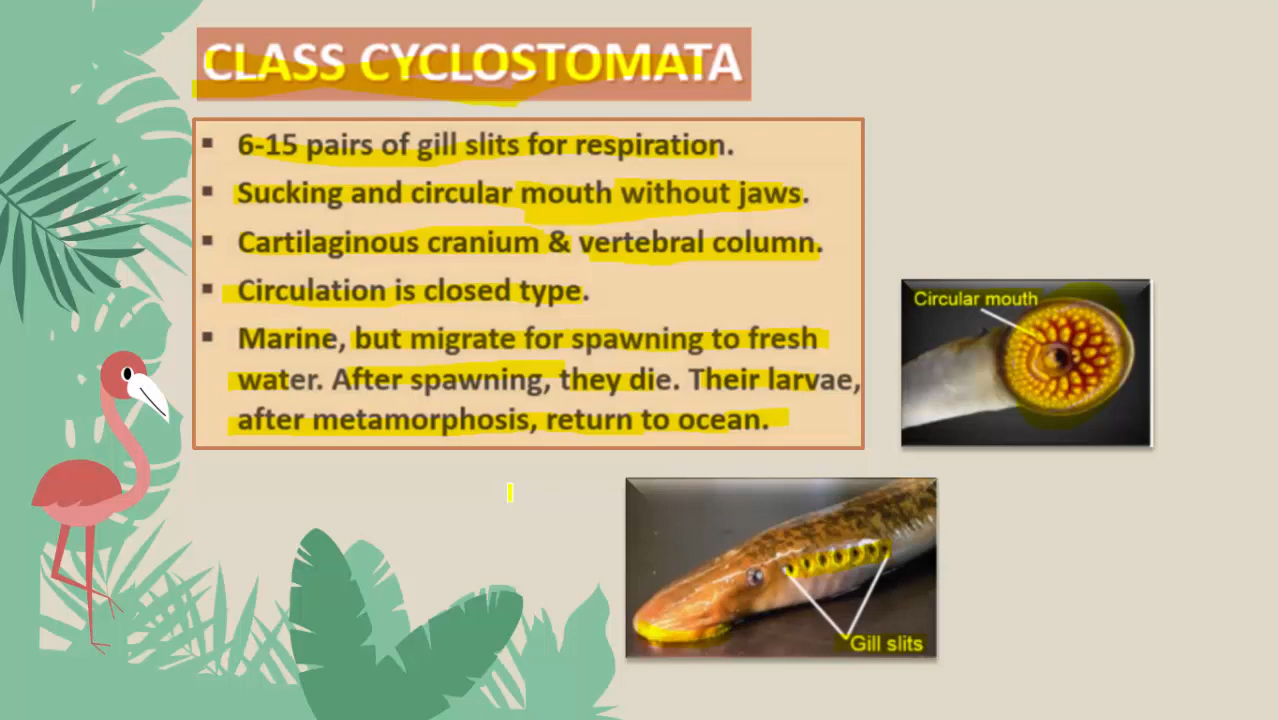 CLASS CYCLOSTOMATA
▪ 6-15 pairs of gill slits for respiration.
▪ Sucking and circular mouth without jaws.
▪ Cartilaginous cranium & vertebral column.
▪ Circulation is closed type.
▪ Marine, but migrate for spawning to fresh
water. After spawning, they die. Their larvae,
after metamorphosis, return to ocean.
Circular mouth
Gill slits